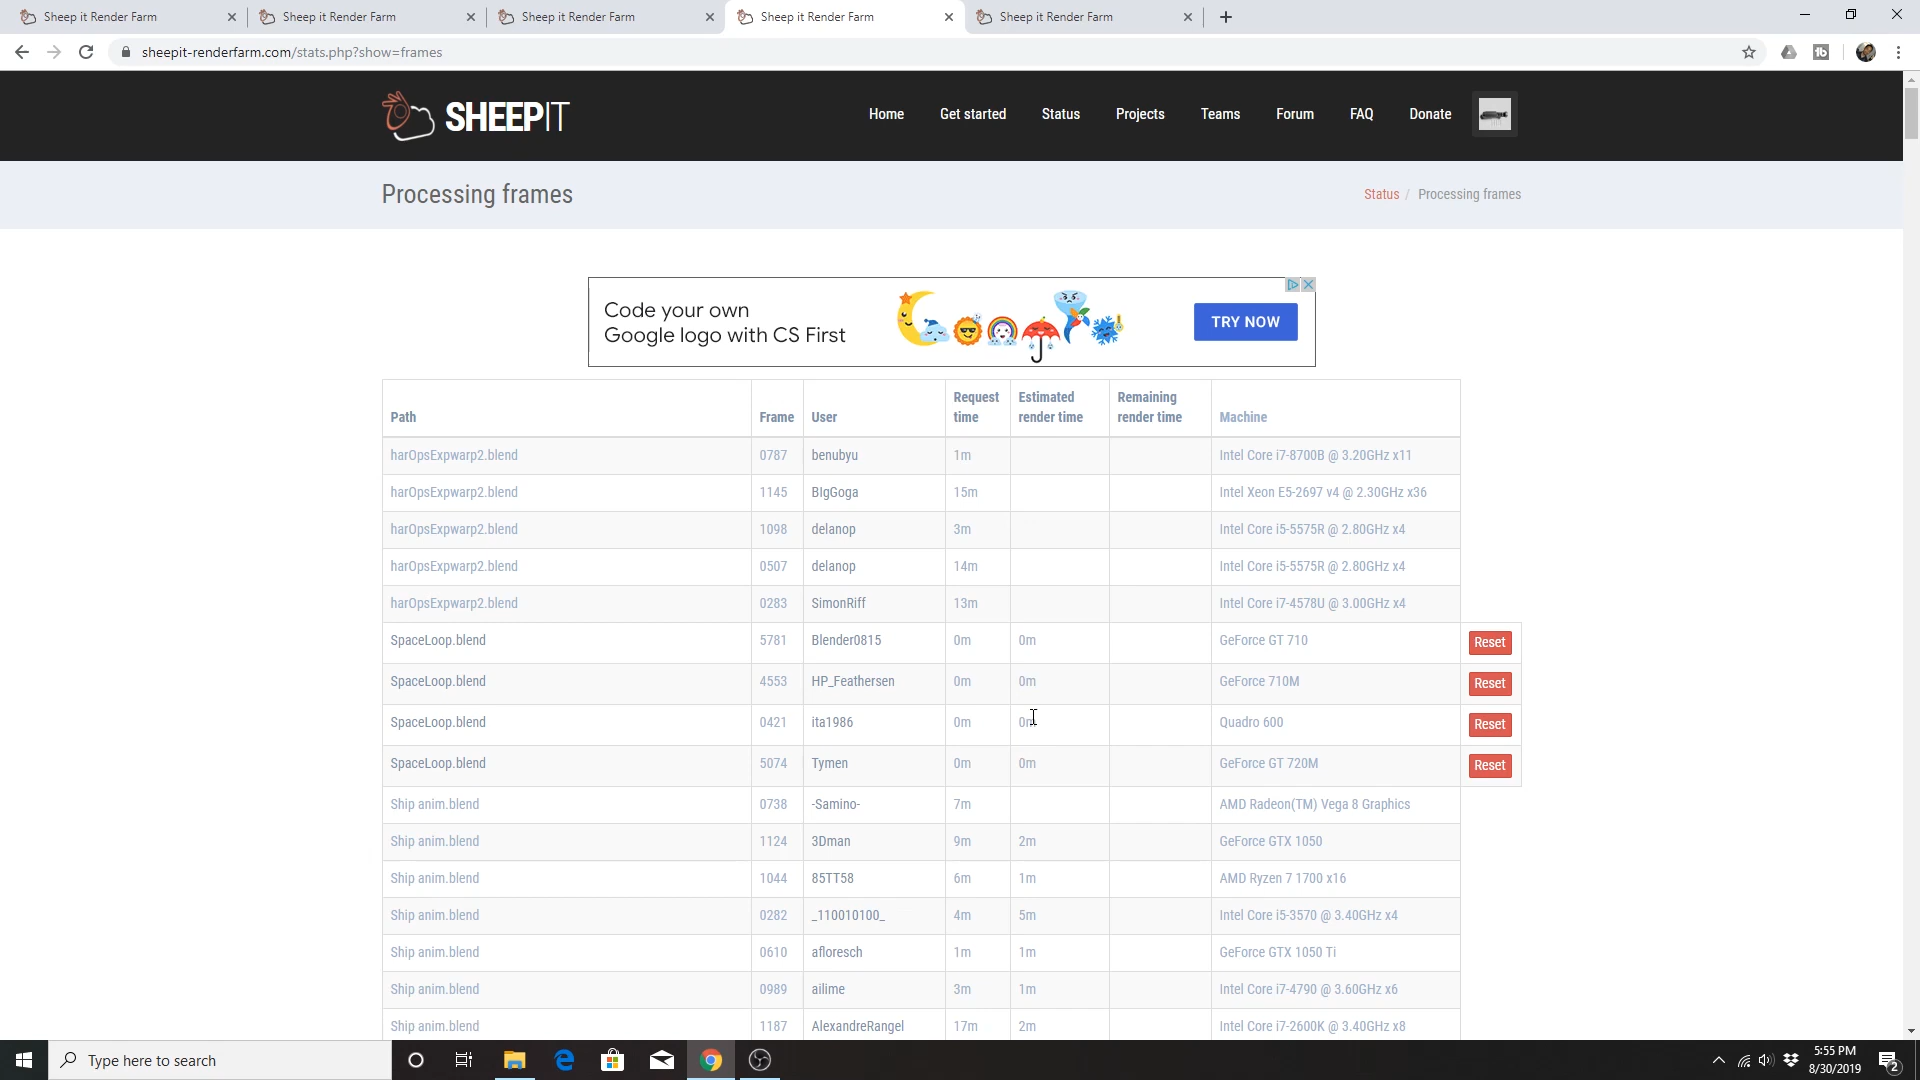 Sheep it Render Farm
Sheep it Render Farm
Sheep it Render Farm
Sheep it Render Farm
Sheep it Render Farm
sheepit-renderfarm.com/stats.php?show=frames
SHEEPIT
Home Get started Status Projects Teams Forum FAQ Donate
Processing frames
Status / Processing frames
Code your own
Google logo with CS First
TRY NOW
Path Frame User Request time Estimated render time Remaining render time Machine
harOpsExpwarp2.blend 0787 benubyu 1m Intel Core i7-8700B @ 3.20GHz x11
harOpsExpwarp2.blend 1145 BIgGoga 15m Intel Xeon E5-2697 v4 @ 2.30GHz x36
harOpsExpwarp2.blend 1098 delanop 3m Intel Core i5-5575R @ 2.80GHz x4
harOpsExpwarp2.blend 0507 delanop 14m Intel Core i5-5575R @ 2.80GHz x4
harOpsExpwarp2.blend 0283 SimonRiff 13m Intel Core i7-4578U @ 3.00GHz x4
SpaceLoop.blend 5781 Blender0815 0m 0m GeForce GT 710 Reset
SpaceLoop.blend 4553 HP_Feathersen 0m 0m GeForce 710M Reset
SpaceLoop.blend 0421 ita1986 0m 0m Quadro 600 Reset
SpaceLoop.blend 5074 Tymen 0m 0m GeForce GT 720M Reset
Ship anim.blend 0738 -Samino- 7m AMD Radeon(TM) Vega 8 Graphics
Ship anim.blend 1124 3Dman 9m 2m GeForce GTX 1050
Ship anim.blend 1044 85TT58 6m 1m AMD Ryzen 7 1700 x16
Ship anim.blend 0282 _110010100_ 4m 5m Intel Core i5-3570 @ 3.40GHz x4
Ship anim.blend 0610 afloresch 1m 1m GeForce GTX 1050 Ti
Ship anim.blend 0989 ailime 3m 1m Intel Core i7-4790 @ 3.60GHz x6
Ship anim.blend 1187 AlexandreRangel 17m 2m Intel Core i7-2600K @ 3.40GHz x8
Type here to search
5:55 PM
8/30/2019
2